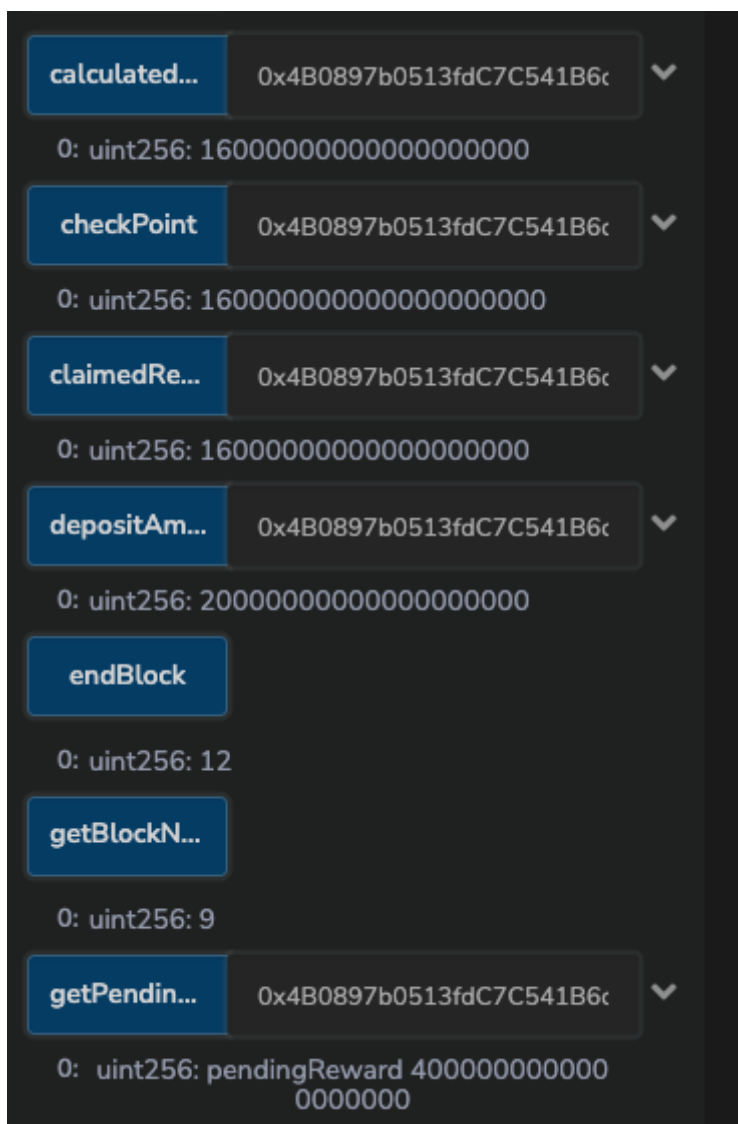 calculated...
0x4B0897b0513fdC7C541B6c
0: uint256: 16000000000000000000
checkPoint
0x4B0897b0513fdC7C541B6c
0: uint256: 160000000000000000000
claimedRe...
0x4B0897b0513fdC7C541B6c
0: uint256: 16000000000000000000
depositAm...
0x4B0897b0513fdC7C541B6c
0: uint256: 20000000000000000000
endBlock
0: uint256: 12
getBlockN...
0: uint256: 9
getPendin...
0x4B0897b0513fdC7C541B6c
0: uint256: pendingReward 400000000000
0000000